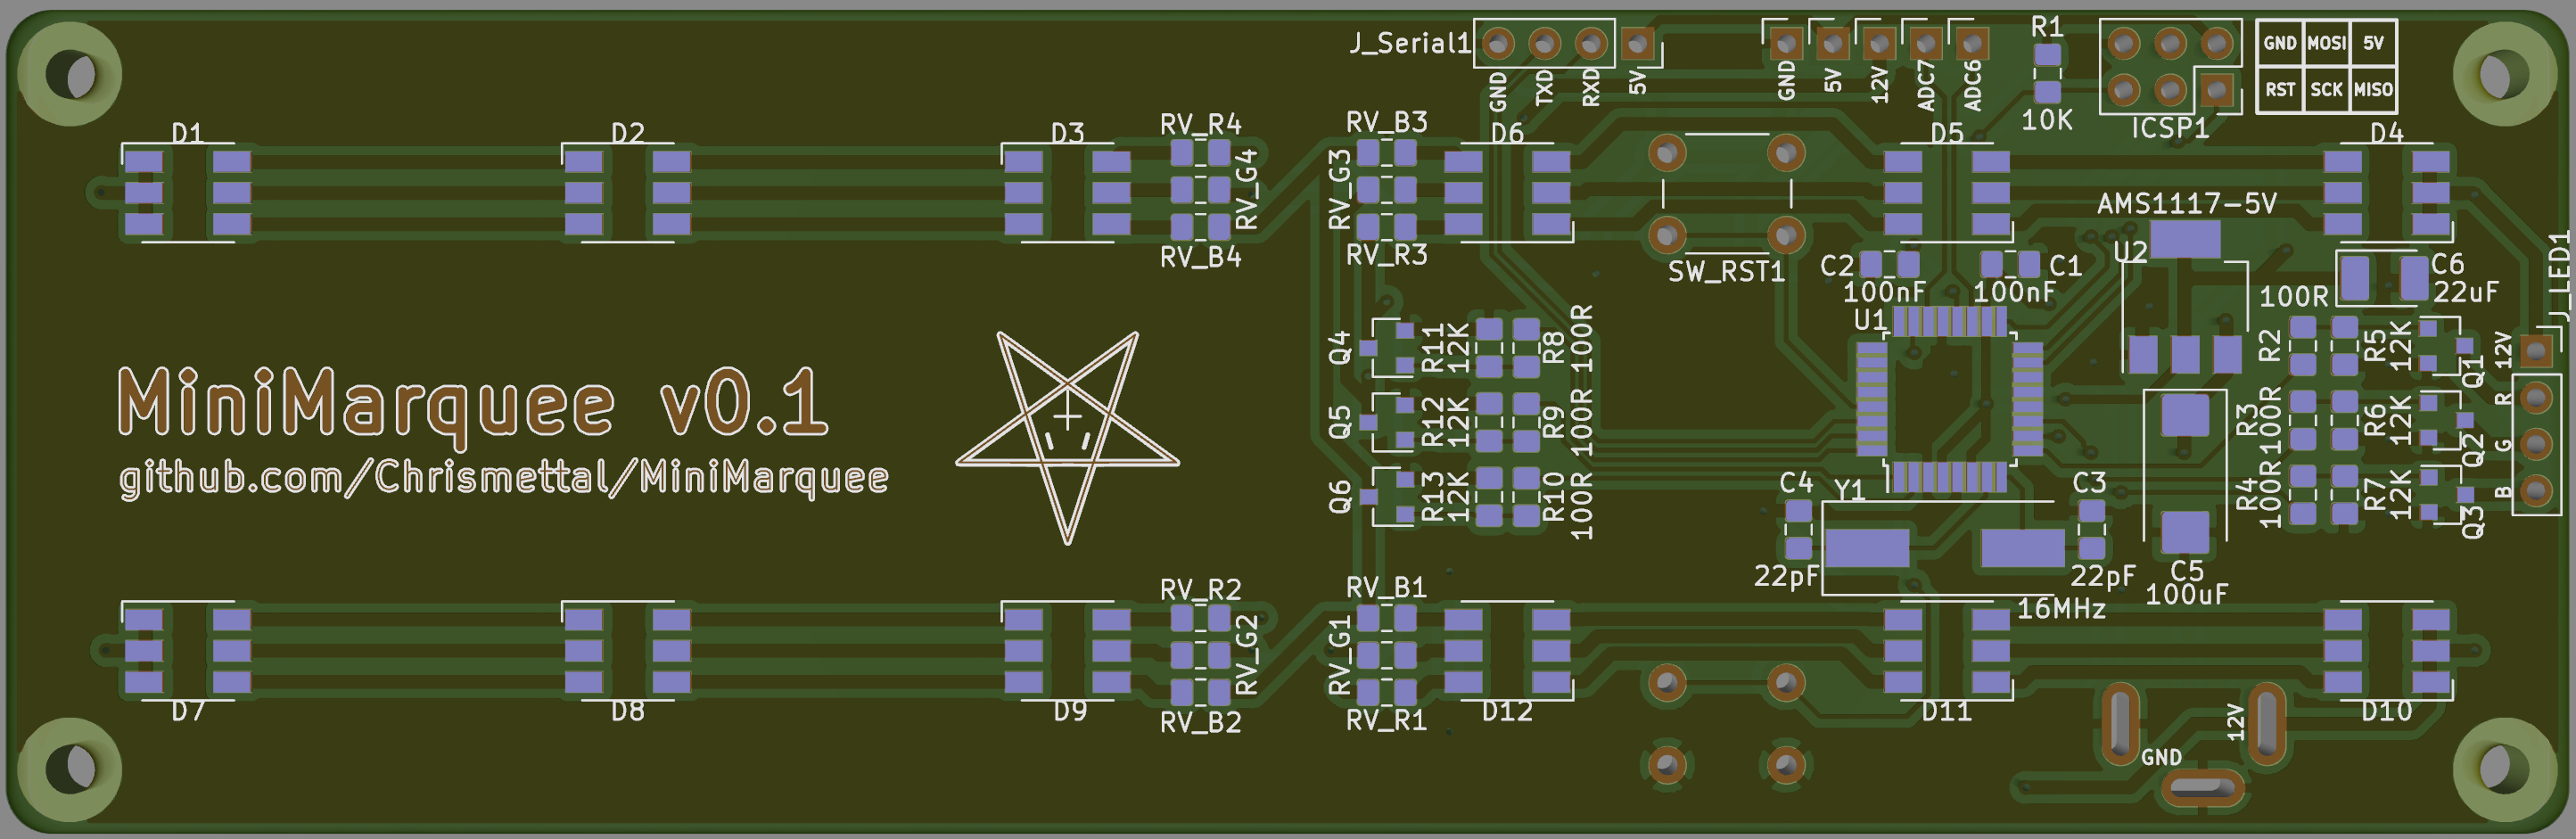 J_Serial1
GND TXD RXD 5V
GND 5V 12V ADC7 ADC6
R1
10K
ICSP1
GND MOSI 5V
RST SCK MISO
D1
D2
D3
RV_R4
RV_G4
RV_B4
RV_B3
RV_G3
RV_R3
D6
SW_RST1
D5
D4
C2
100nF
C1
100nF
U1
AMS1117-5V
U2
C6
22uF
J_LED1
12V
R
G
B
MiniMarquee v0.1
github.com/Chrismettal/MiniMarquee
Q4
R11
12K
R8
100R
Q5
R12
12K
R9
100R
Q6
R13
12K
R10
100R
100R
R2
R5
12K
Q1
R3
100R
R6
12K
Q2
R4
100R
R7
12K
Q3
C4
22pF
Y1
16MHz
C3
22pF
C5
100uF
D7
D8
D9
RV_R2
RV_G2
RV_B2
RV_B1
RV_G1
RV_R1
D12
D11
D10
12V
GND